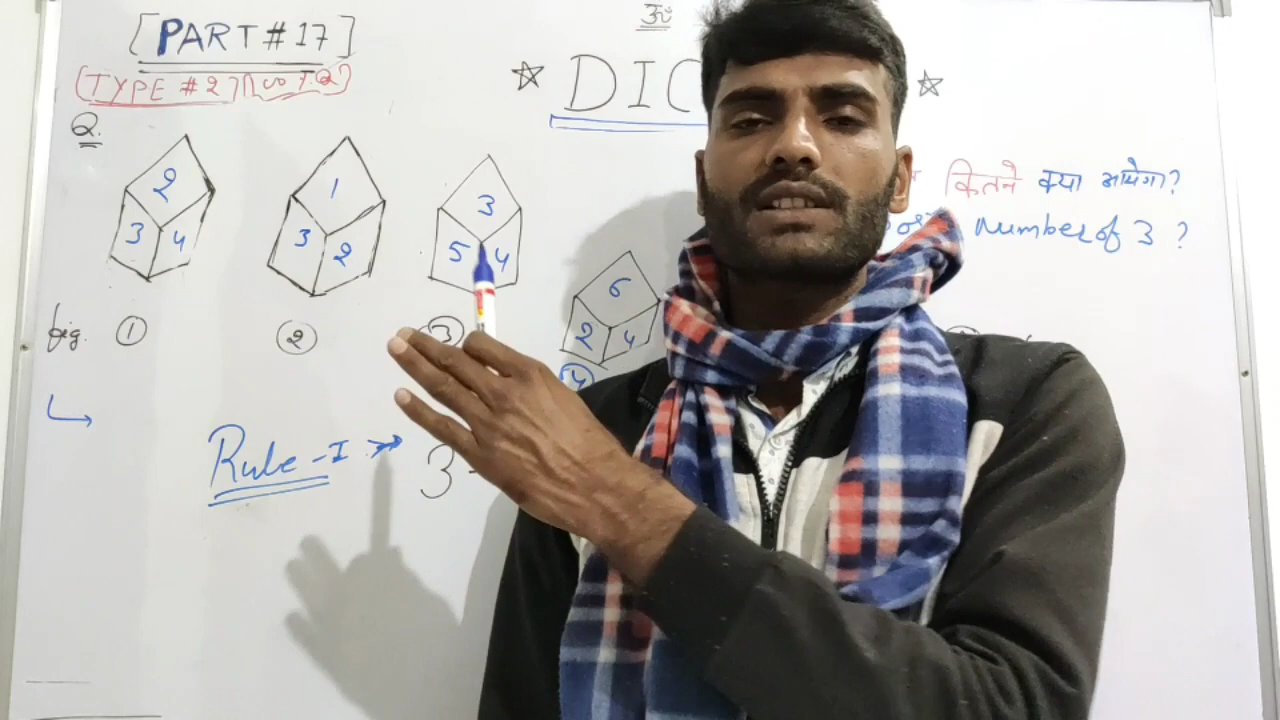 ॐ
[PART #17]
[TYPE #2]
☆ DIC ☆
Q.
2 3 4
1 3 2
3 5 4
6 2 4
कितने क्या आयेगा?
Number of 3 ?
fig. ① ② ③ ④
Rule-I
3